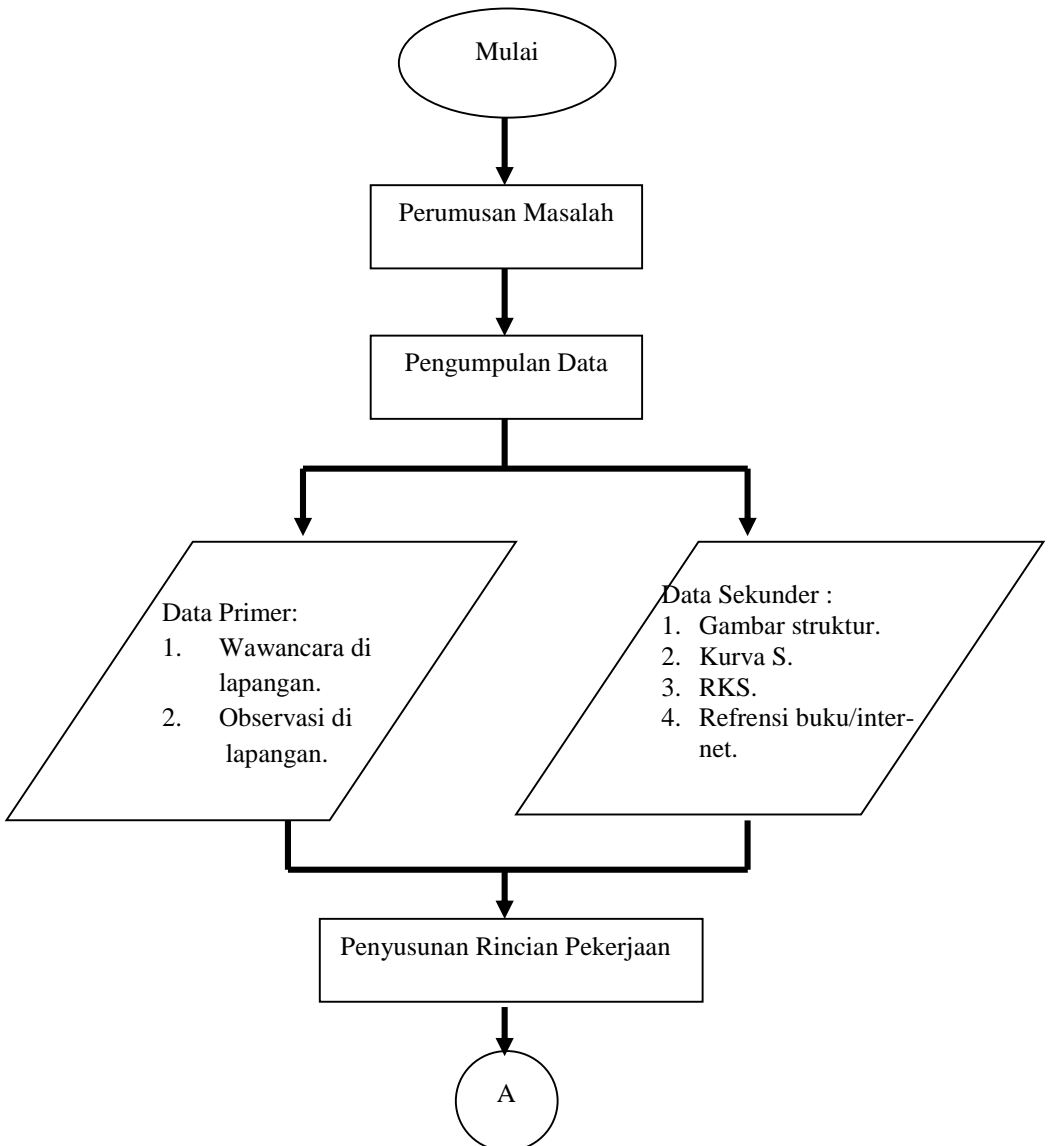 Mulai
Perumusan Masalah
Pengumpulan Data
Data Primer:
1. Wawancara di
lapangan.
2. Observasi di
lapangan.
Data Sekunder :
1. Gambar struktur.
2. Kurva S.
3. RKS.
4. Refrensi buku/inter-
net.
Penyusunan Rincian Pekerjaan
A